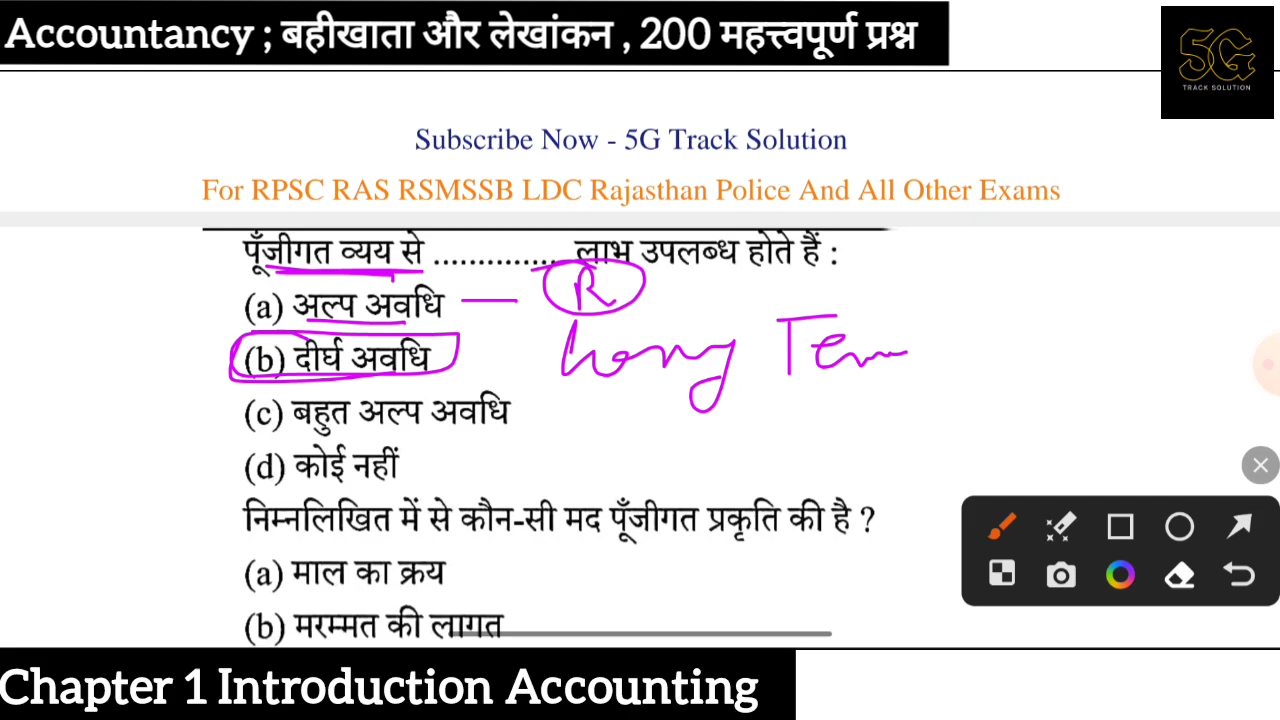 Accountancy ; बहीखाता और लेखांकन , 200 महत्त्वपूर्ण प्रश्न
5G
TRACK SOLUTION
Subscribe Now - 5G Track Solution
For RPSC RAS RSMSSB LDC Rajasthan Police And All Other Exams
पूँजीगत व्यय से ................ लाभ उपलब्ध होते हैं :
(a) अल्प अवधि — R
(b) दीर्घ अवधि Long Term
(c) बहुत अल्प अवधि
(d) कोई नहीं
निम्नलिखित में से कौन-सी मद पूँजीगत प्रकृति की है ?
(a) माल का क्रय
(b) मरम्मत की लागत
Chapter 1 Introduction Accounting